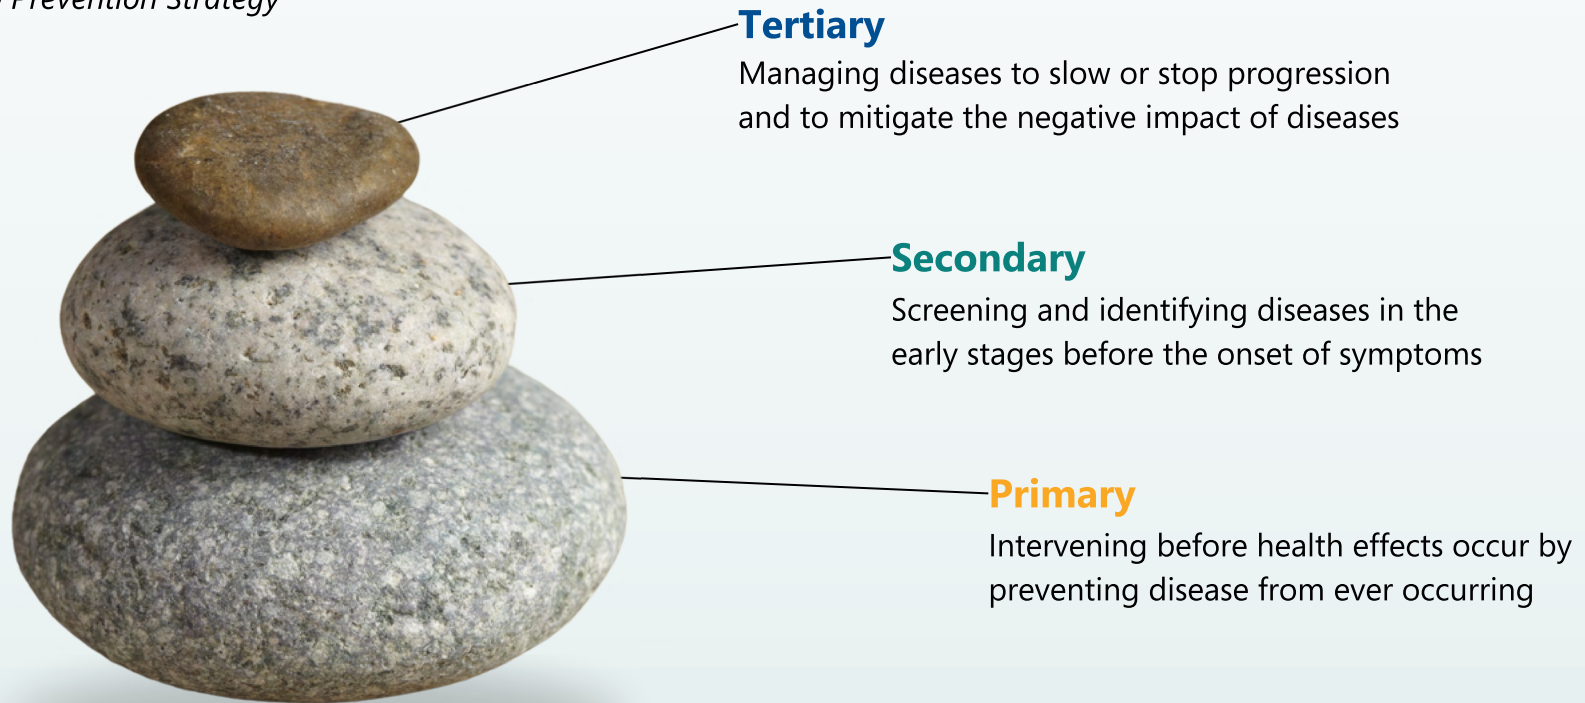 Prevention Strategy
Tertiary
Managing diseases to slow or stop progression
and to mitigate the negative impact of diseases
Secondary
Screening and identifying diseases in the
early stages before the onset of symptoms
Primary
Intervening before health effects occur by
preventing disease from ever occurring